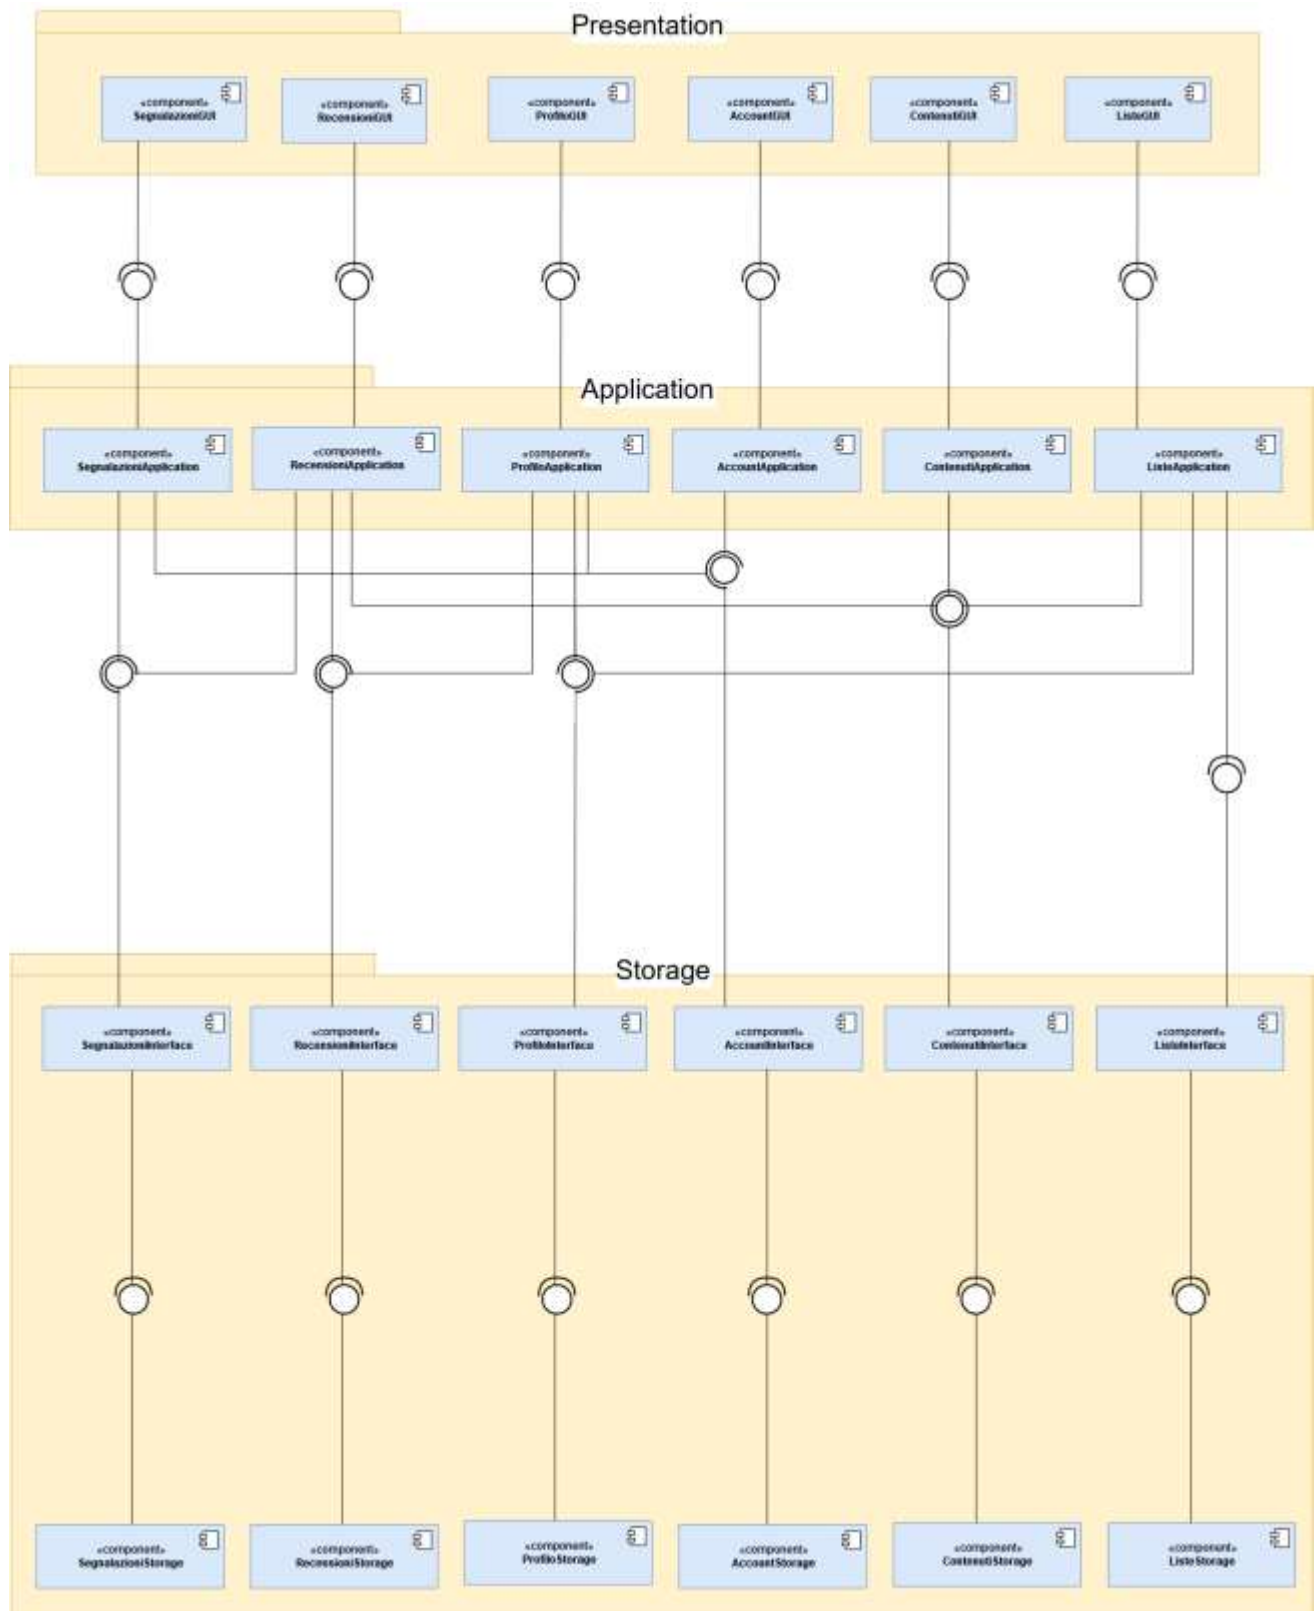 Presentation
«component»
SegnalazioniGUI
«component»
RecensioniGUI
«component»
ProfiloGUI
«component»
AccountGUI
«component»
ContenutiGUI
«component»
ListeGUI
Application
«component»
SegnalazioniApplication
«component»
RecensioniApplication
«component»
ProfiloApplication
«component»
AccountApplication
«component»
ContenutiApplication
«component»
ListeApplication
Storage
«component»
SegnalazioniInterface
«component»
RecensioniInterface
«component»
ProfiloInterface
«component»
AccountInterface
«component»
ContenutiInterface
«component»
ListeInterface
«component»
SegnalazioniStorage
«component»
RecensioniStorage
«component»
ProfiloStorage
«component»
AccountStorage
«component»
ContenutiStorage
«component»
ListeStorage